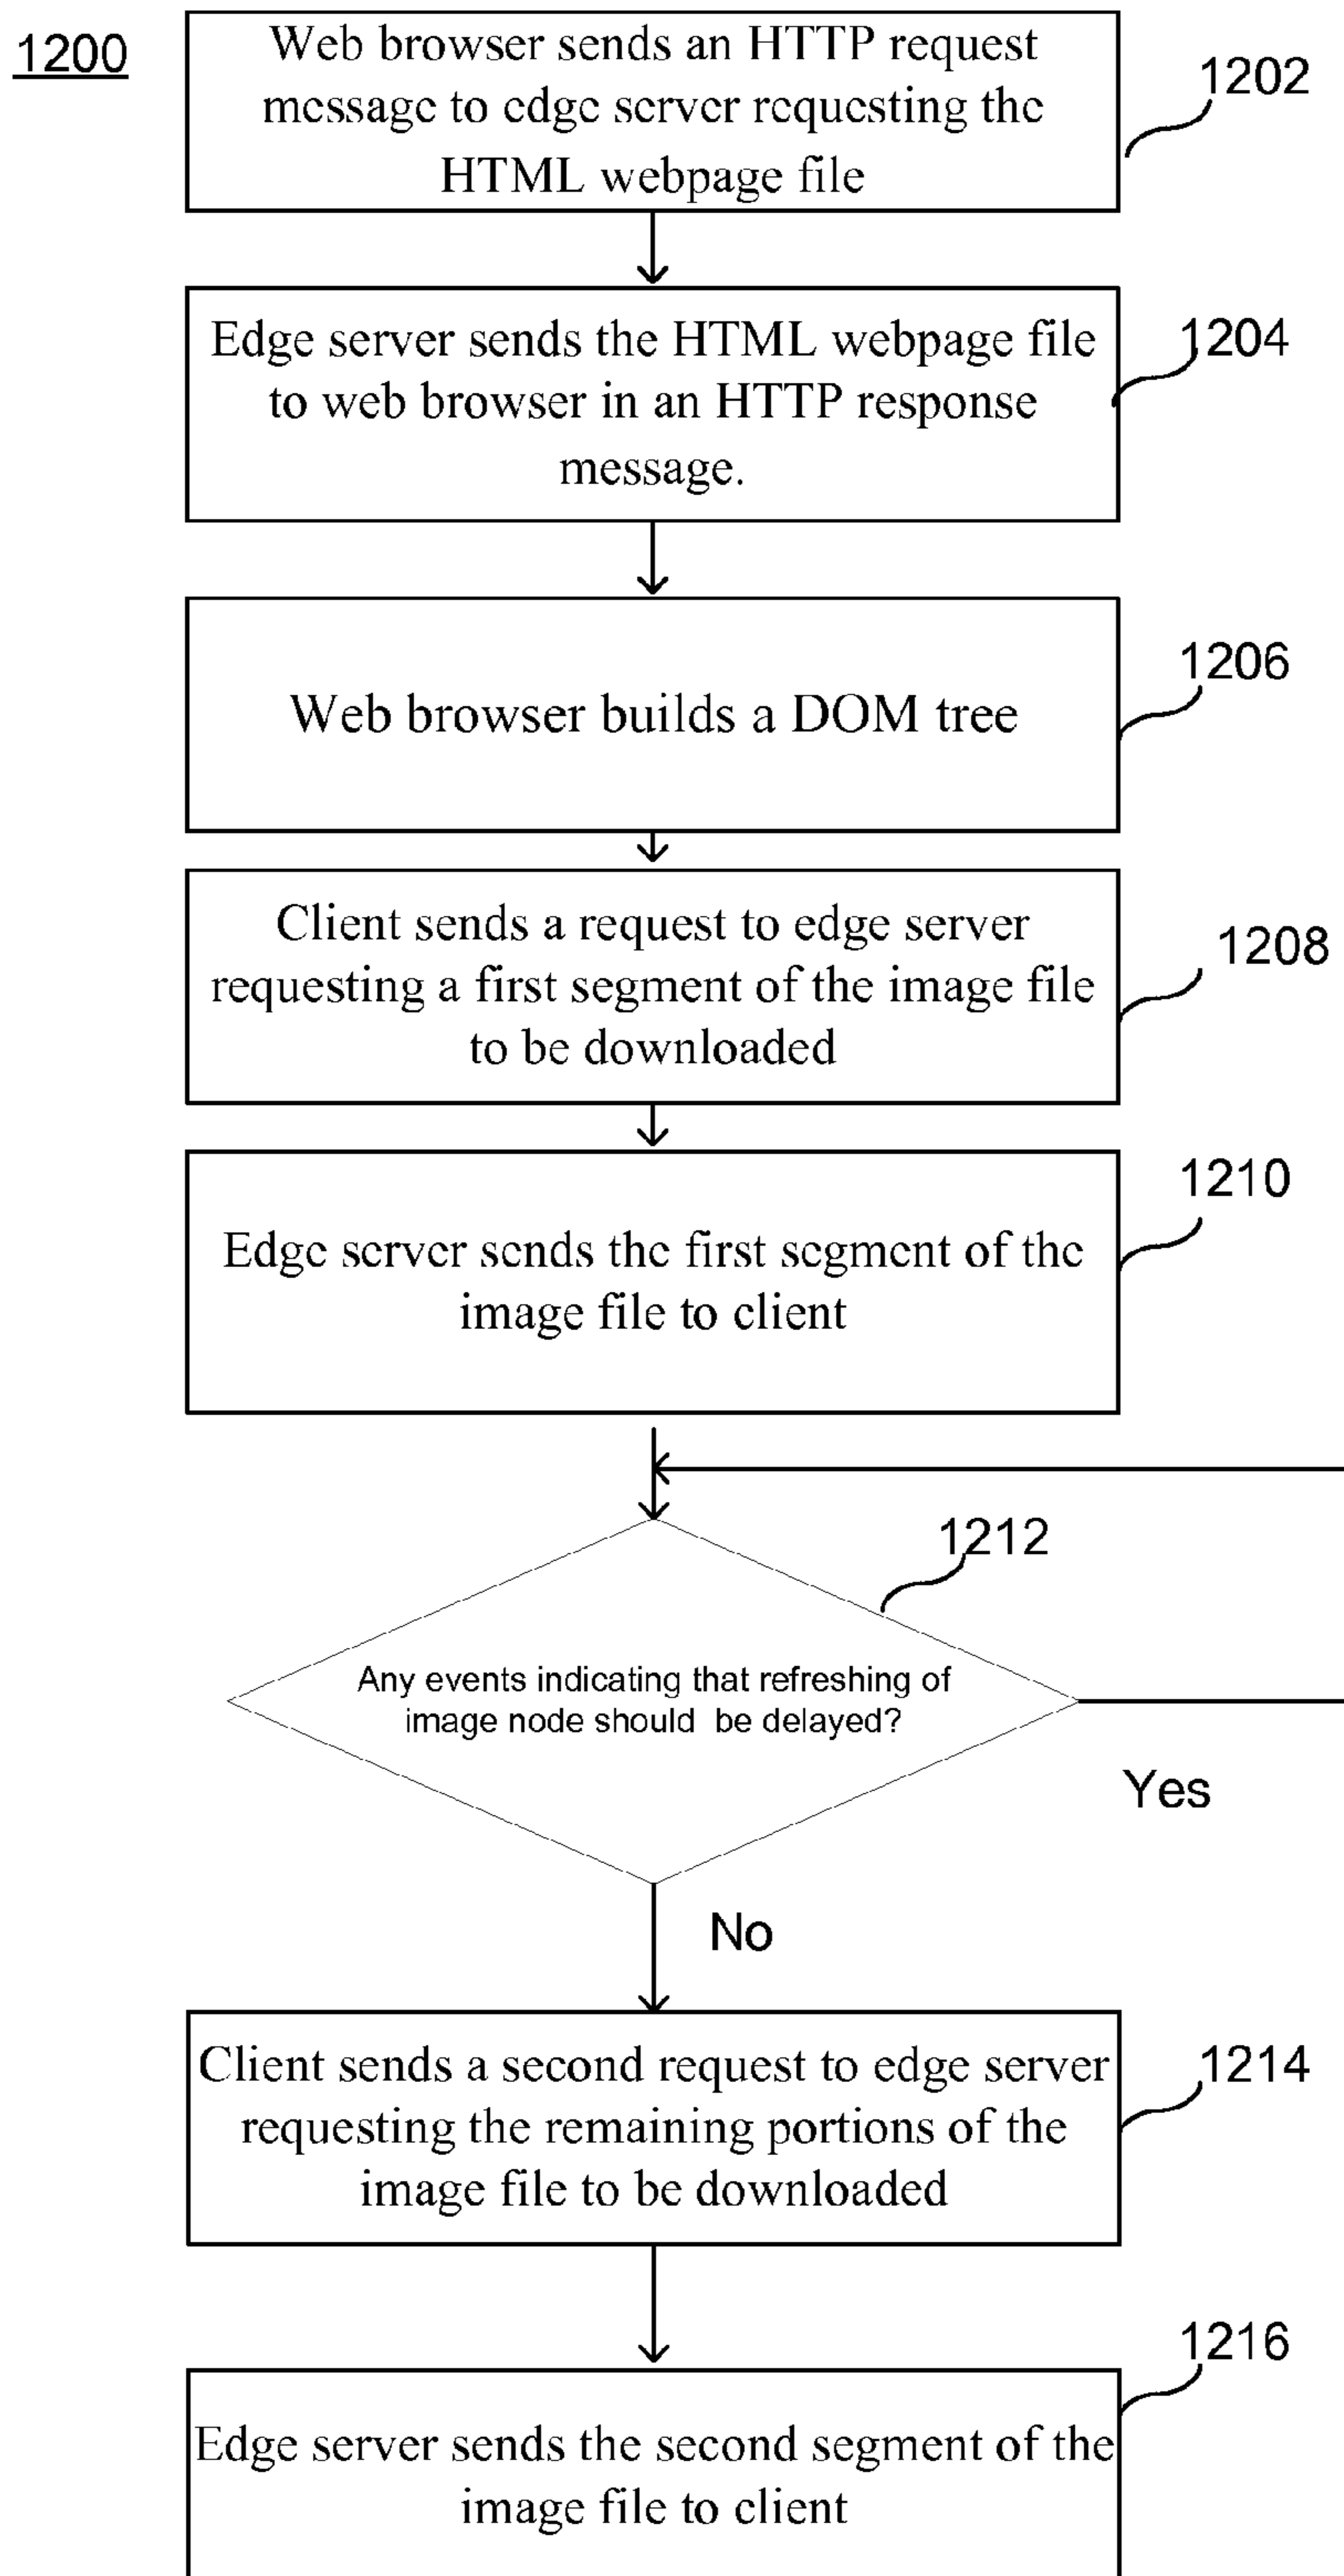 1200
Web browser sends an HTTP request
message to edge server requesting the
HTML webpage file
1202
Edge server sends the HTML webpage file
to web browser in an HTTP response
message.
1204
Web browser builds a DOM tree
1206
Client sends a request to edge server
requesting a first segment of the image file
to be downloaded
1208
Edge server sends the first segment of the
image file to client
1210
1212
Any events indicating that refreshing of
image node should be delayed?
Yes
No
Client sends a second request to edge server
requesting the remaining portions of the
image file to be downloaded
1214
Edge server sends the second segment of the
image file to client
1216